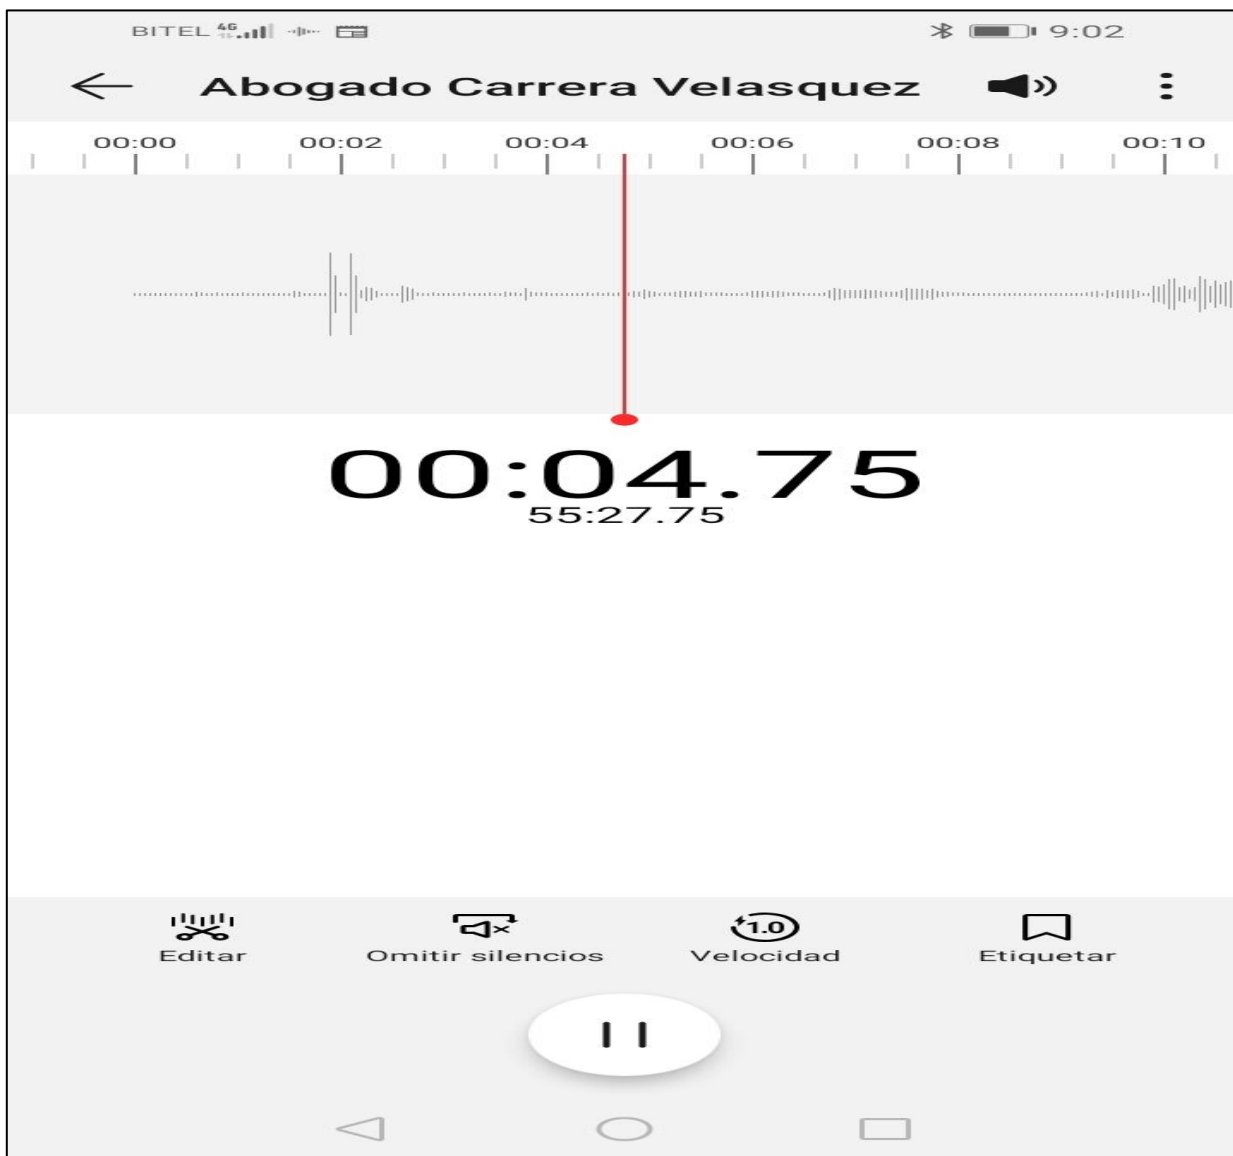 BITEL 4G 9:02
Abogado Carrera Velasquez
00:00 00:02 00:04 00:06 00:08 00:10
00:04.75
55:27.75
1.0
Editar Omitir silencios Velocidad Etiquetar